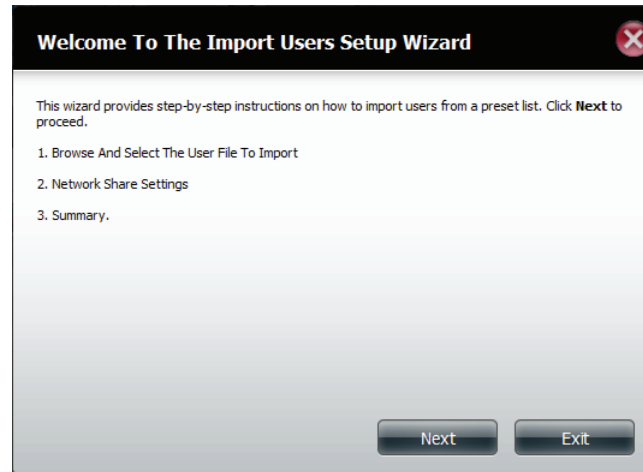 Welcome To The Import Users Setup Wizard
This wizard provides step-by-step instructions on how to import users from a preset list. Click Next to
proceed.
1. Browse And Select The User File To Import
2. Network Share Settings
3. Summary.
Next
Exit